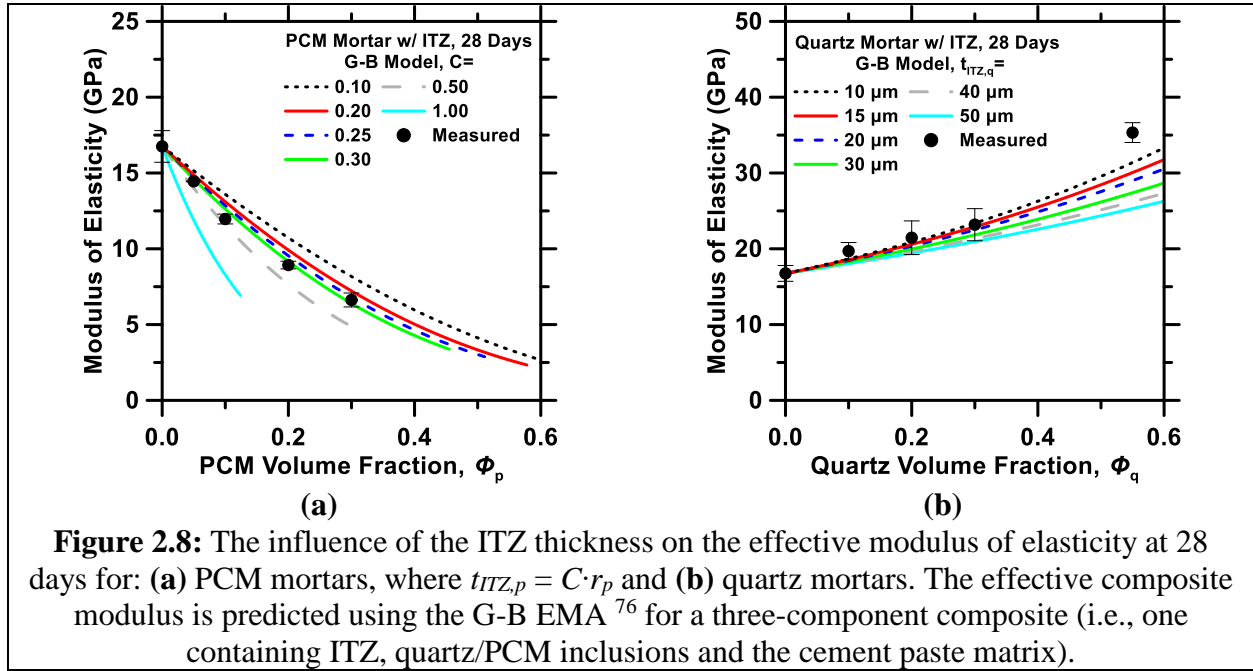 25
20
15
10
5
0
0.0 0.2 0.4 0.6
Modulus of Elasticity (GPa)
PCM Volume Fraction, Φp
PCM Mortar w/ ITZ, 28 Days
G-B Model, C=
0.10 0.50
0.20 1.00
0.25 Measured
0.30
(a)
50
40
30
20
10
0
0.0 0.2 0.4 0.6
Modulus of Elasticity (GPa)
Quartz Volume Fraction, Φq
Quartz Mortar w/ ITZ, 28 Days
G-B Model, tITZ,q=
10 μm 40 μm
15 μm 50 μm
20 μm Measured
30 μm
(b)
Figure 2.8: The influence of the ITZ thickness on the effective modulus of elasticity at 28
days for: (a) PCM mortars, where tITZ,p = C·rp and (b) quartz mortars. The effective composite
modulus is predicted using the G-B EMA 76 for a three-component composite (i.e., one
containing ITZ, quartz/PCM inclusions and the cement paste matrix).